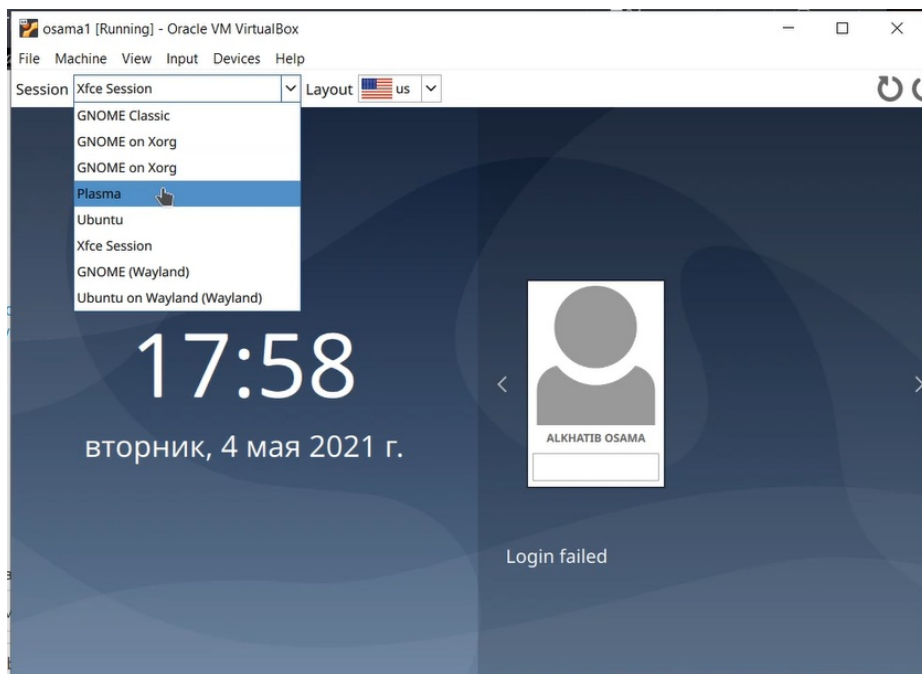 osama1 [Running] - Oracle VM VirtualBox
File Machine View Input Devices Help
Session Xfce Session Layout us
GNOME Classic
GNOME on Xorg
GNOME on Xorg
Plasma
Ubuntu
Xfce Session
GNOME (Wayland)
Ubuntu on Wayland (Wayland)
17:58
вторник, 4 мая 2021 г.
ALKHATIB OSAMA
Login failed